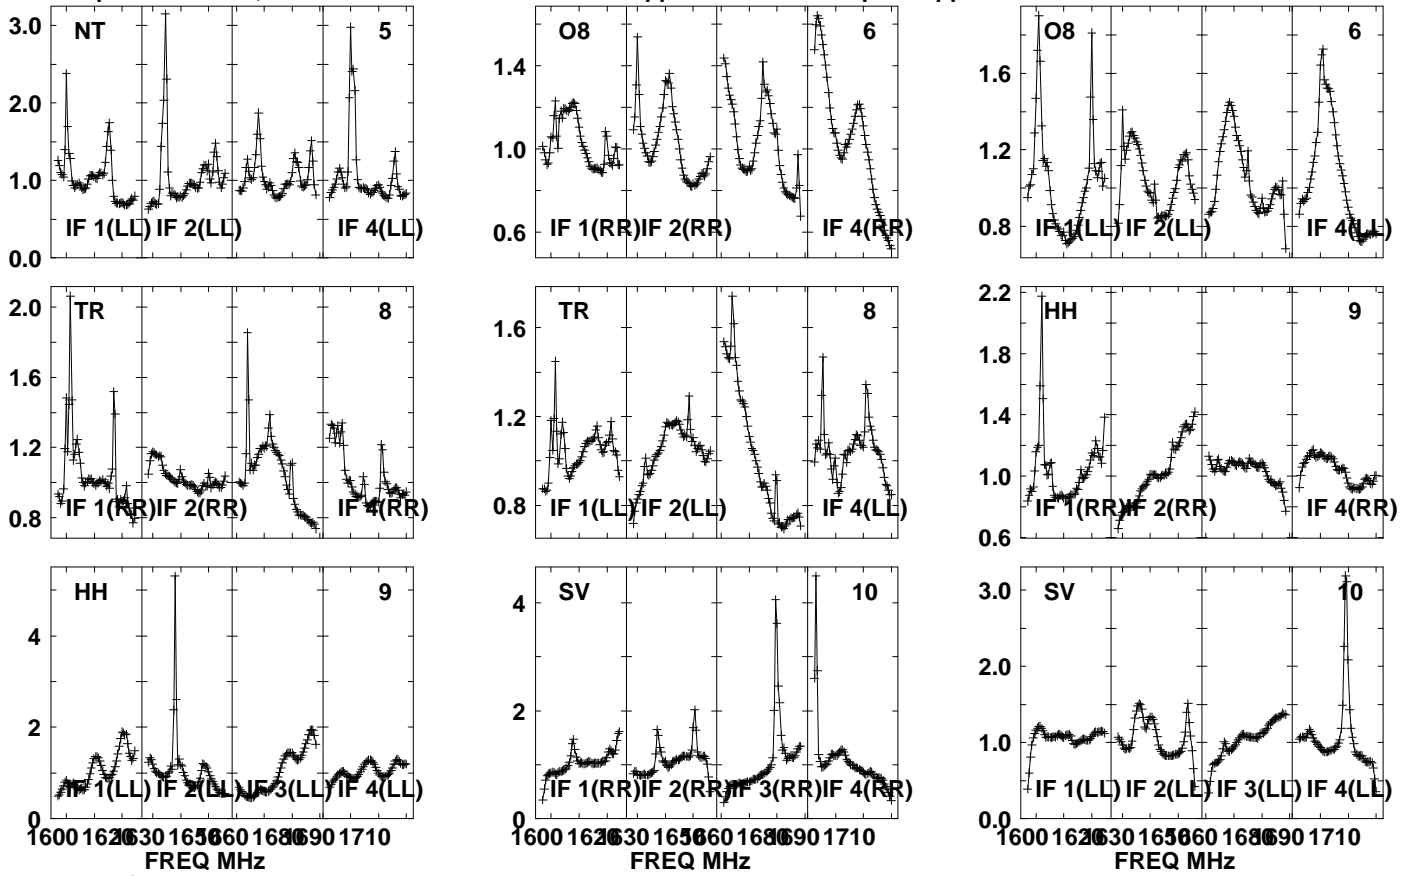 NT 5
3.0
2.0
1.0
0.0
IF 1(LL) IF 2(LL) IF 4(LL)
O8 6
1.4
1.0
0.6
IF 1(RR) IF 2(RR) IF 4(RR)
O8 6
1.6
1.2
0.8
IF 1(LL) IF 2(LL) IF 4(LL)
TR 8
2.0
1.6
1.2
0.8
IF 1(RR) IF 2(RR) IF 4(RR)
TR 8
1.6
1.2
0.8
IF 1(LL) IF 2(LL) IF 4(LL)
HH 9
2.2
1.8
1.4
1.0
0.6
IF 1(RR) IF 2(RR) IF 4(RR)
HH 9
4
2
0
IF 1(LL) IF 2(LL) IF 3(LL) IF 4(LL)
1600 1620 1630 1650 1660 1680 1690 1710
FREQ MHz
SV 10
4
2
0
IF 1(RR) IF 2(RR) IF 3(RR) IF 4(RR)
1600 1620 1630 1650 1660 1680 1690 1710
FREQ MHz
SV 10
3.0
2.0
1.0
0.0
IF 1(LL) IF 2(LL) IF 3(LL) IF 4(LL)
1600 1620 1630 1650 1660 1680 1690 1710
FREQ MHz